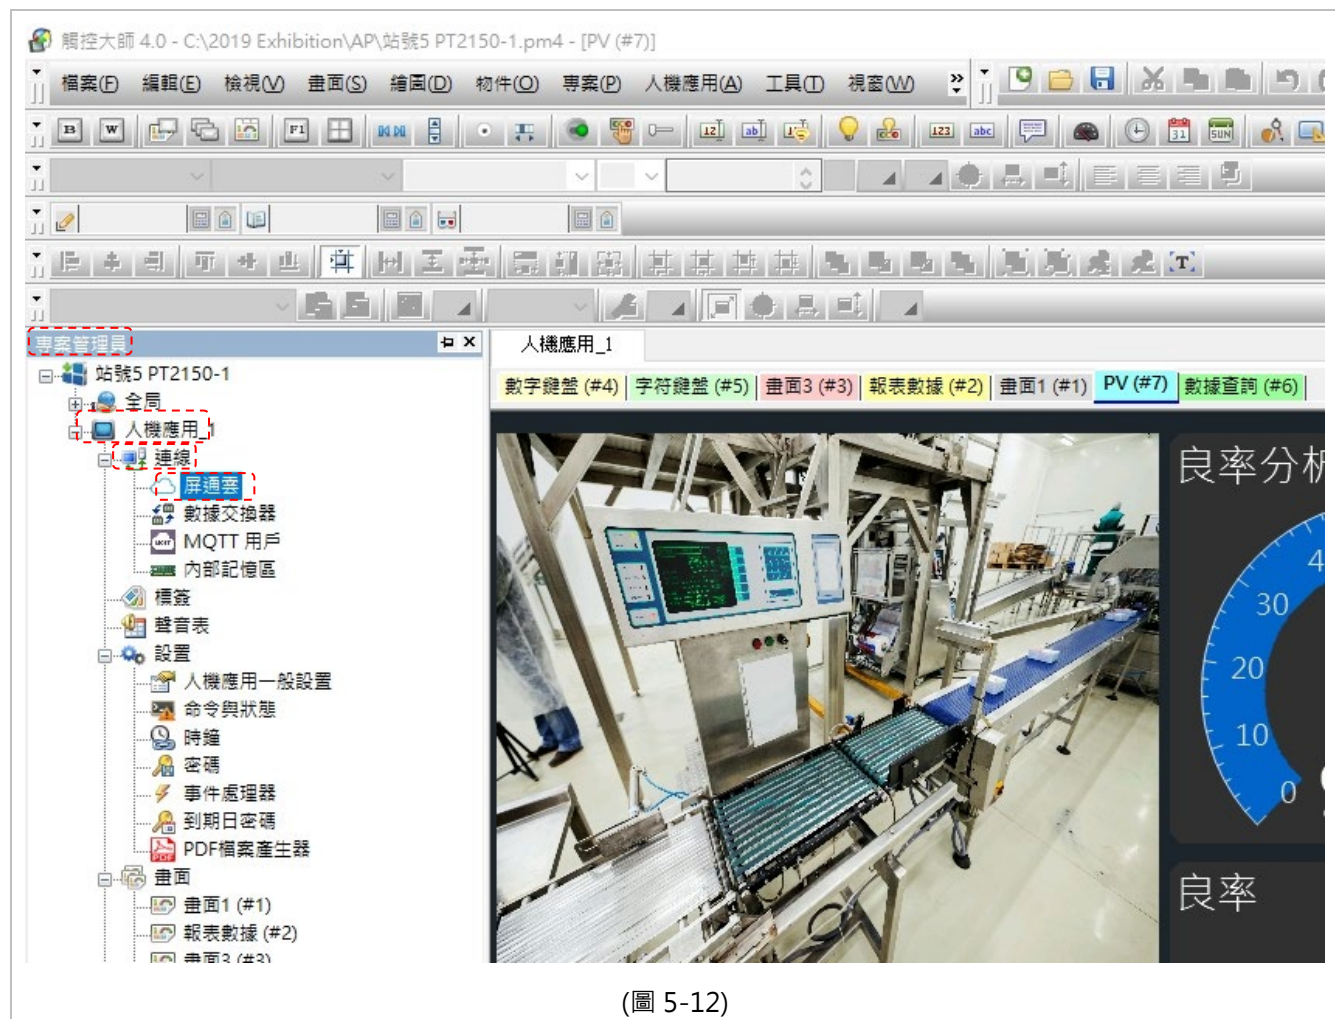 觸控大師 4.0 - C:\2019 Exhibition\AP\站號5 PT2150-1.pm4 - [PV (#7)]
檔案(F) 編輯(E) 檢視(V) 畫面(S) 繪圖(D) 物件(O) 專案(P) 人機應用(A) 工具(T) 視窗(W)
專案管理員
人機應用_1
站號5 PT2150-1
數字鍵盤 (#4) 字符鍵盤 (#5) 畫面3 (#3) 報表數據 (#2) 畫面1 (#1) PV (#7) 數據查詢 (#6)
全局
人機應用_1
連線
屏通雲
數據交換器
MQTT 用戶
內部記憶區
標簽
聲音表
設置
人機應用一般設置
命令與狀態
時鐘
密碼
事件處理器
到期日密碼
PDF檔案產生器
畫面
畫面1 (#1)
報表數據 (#2)
畫面3 (#3)
良率分析
40
30
20
10
0
良率
(圖 5-12)